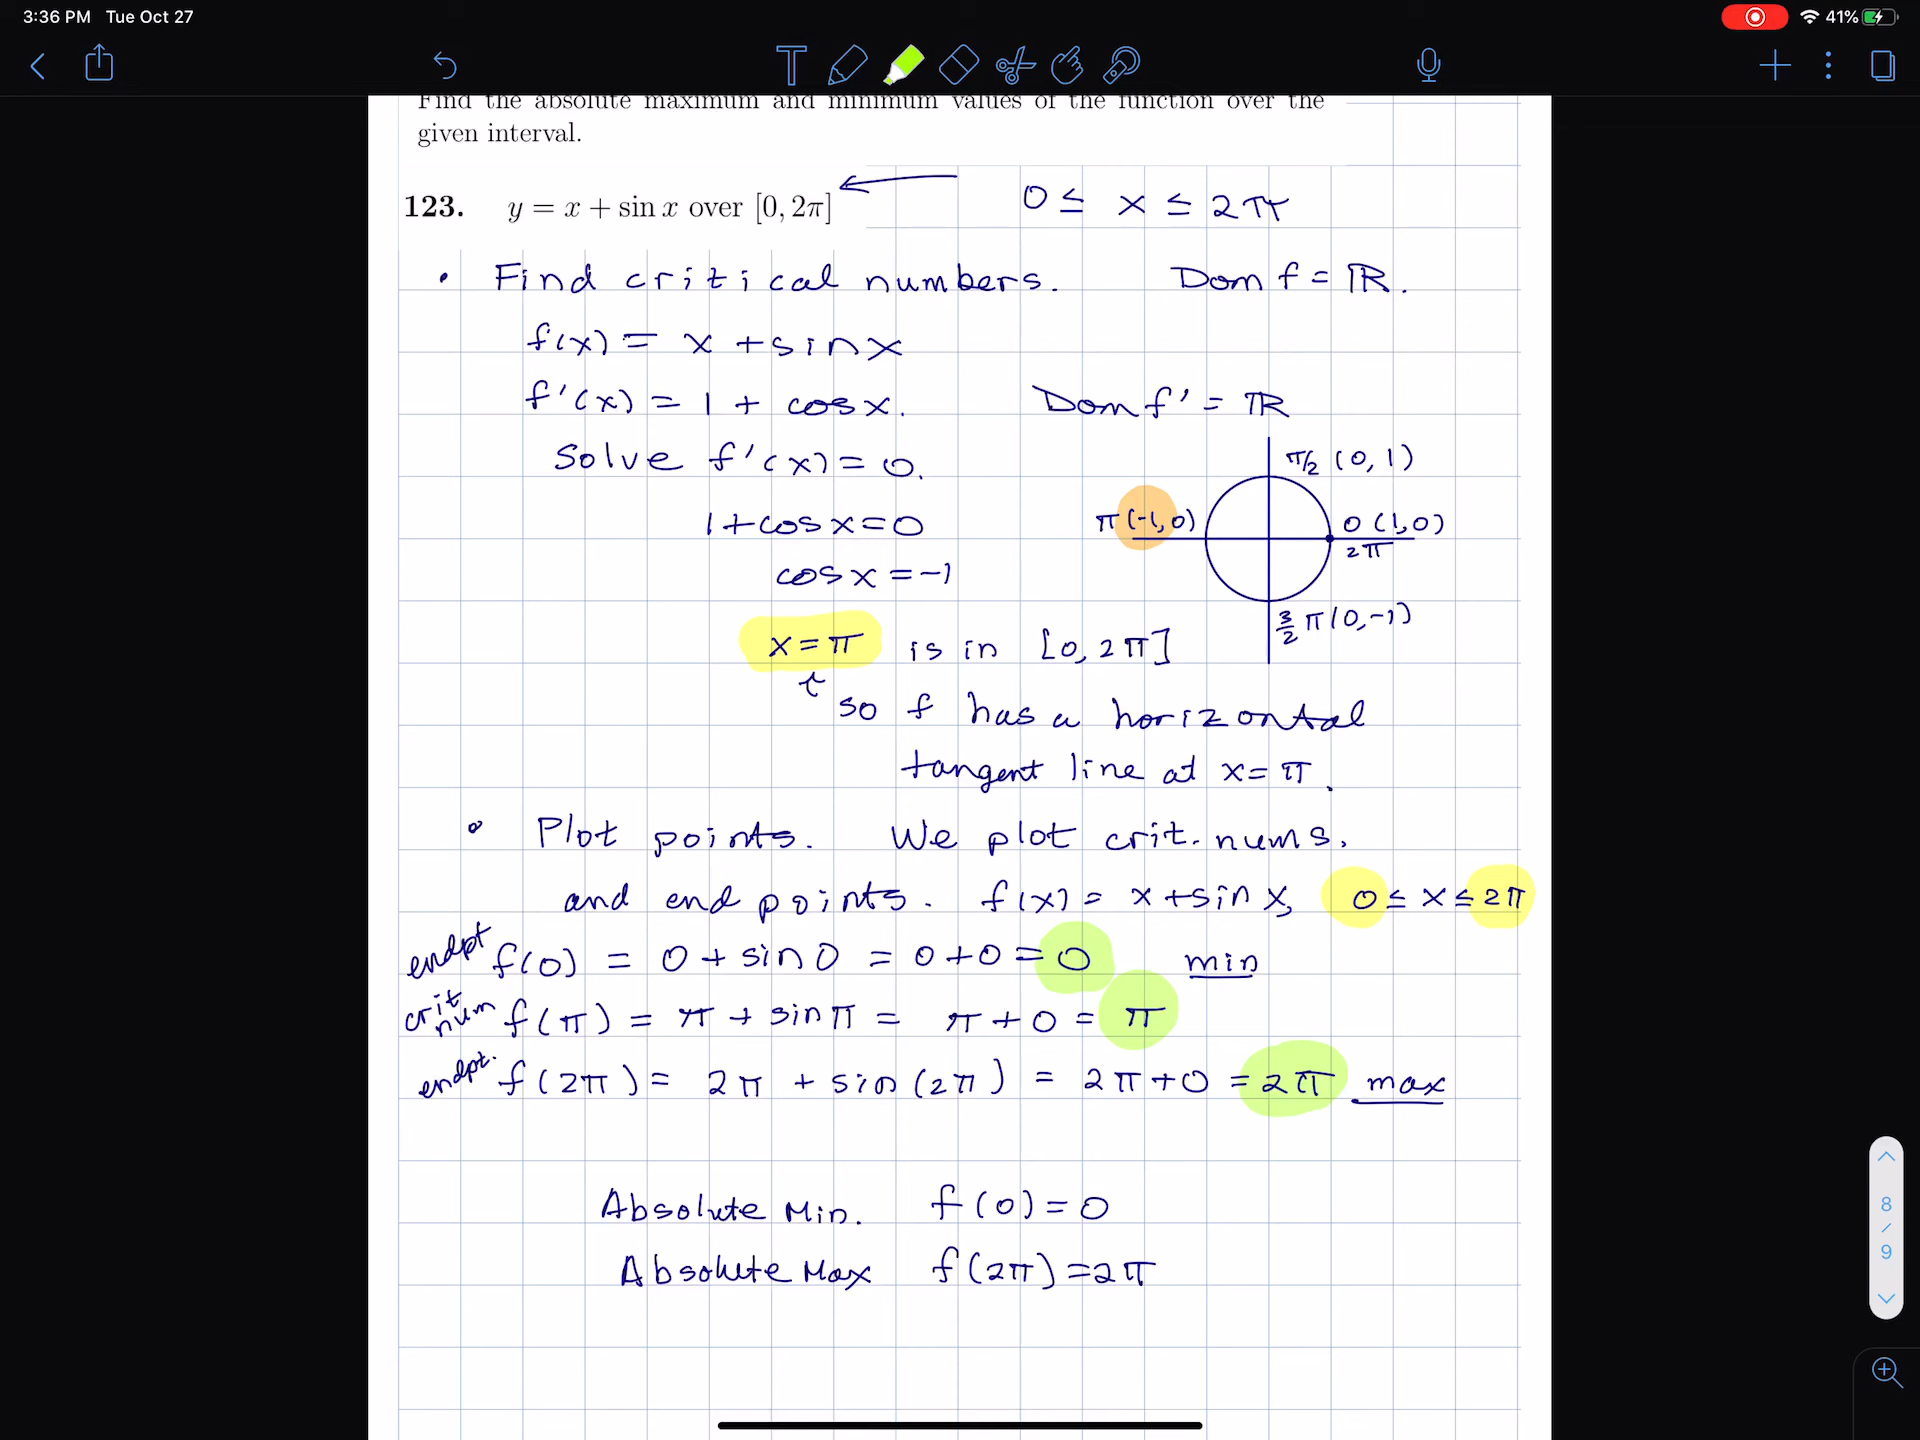 3:36 PM Tue Oct 27
41%
Find the absolute maximum and minimum values of the function over the
given interval.
123. y = x + sin x over [0, 2π]
0 ≤ x ≤ 2π
• Find critical numbers. Dom f = ℝ.
f(x) = x + sin x
f'(x) = 1 + cos x. Dom f' = ℝ
Solve f'(x) = 0.
π/2 (0, 1)
1 + cos x = 0
π (-1, 0)
0 (1, 0)
2π
cos x = -1
3/2 π (0, -1)
x = π is in [0, 2π]
so f has a horizontal
tangent line at x = π.
• Plot points. We plot crit. nums.
and end points. f(x) = x + sin x, 0 ≤ x ≤ 2π
endpt f(0) = 0 + sin 0 = 0 + 0 = 0 min
crit num f(π) = π + sin π = π + 0 = π
endpt. f(2π) = 2π + sin(2π) = 2π + 0 = 2π max
Absolute Min. f(0) = 0
Absolute Max f(2π) = 2π
8
/
9